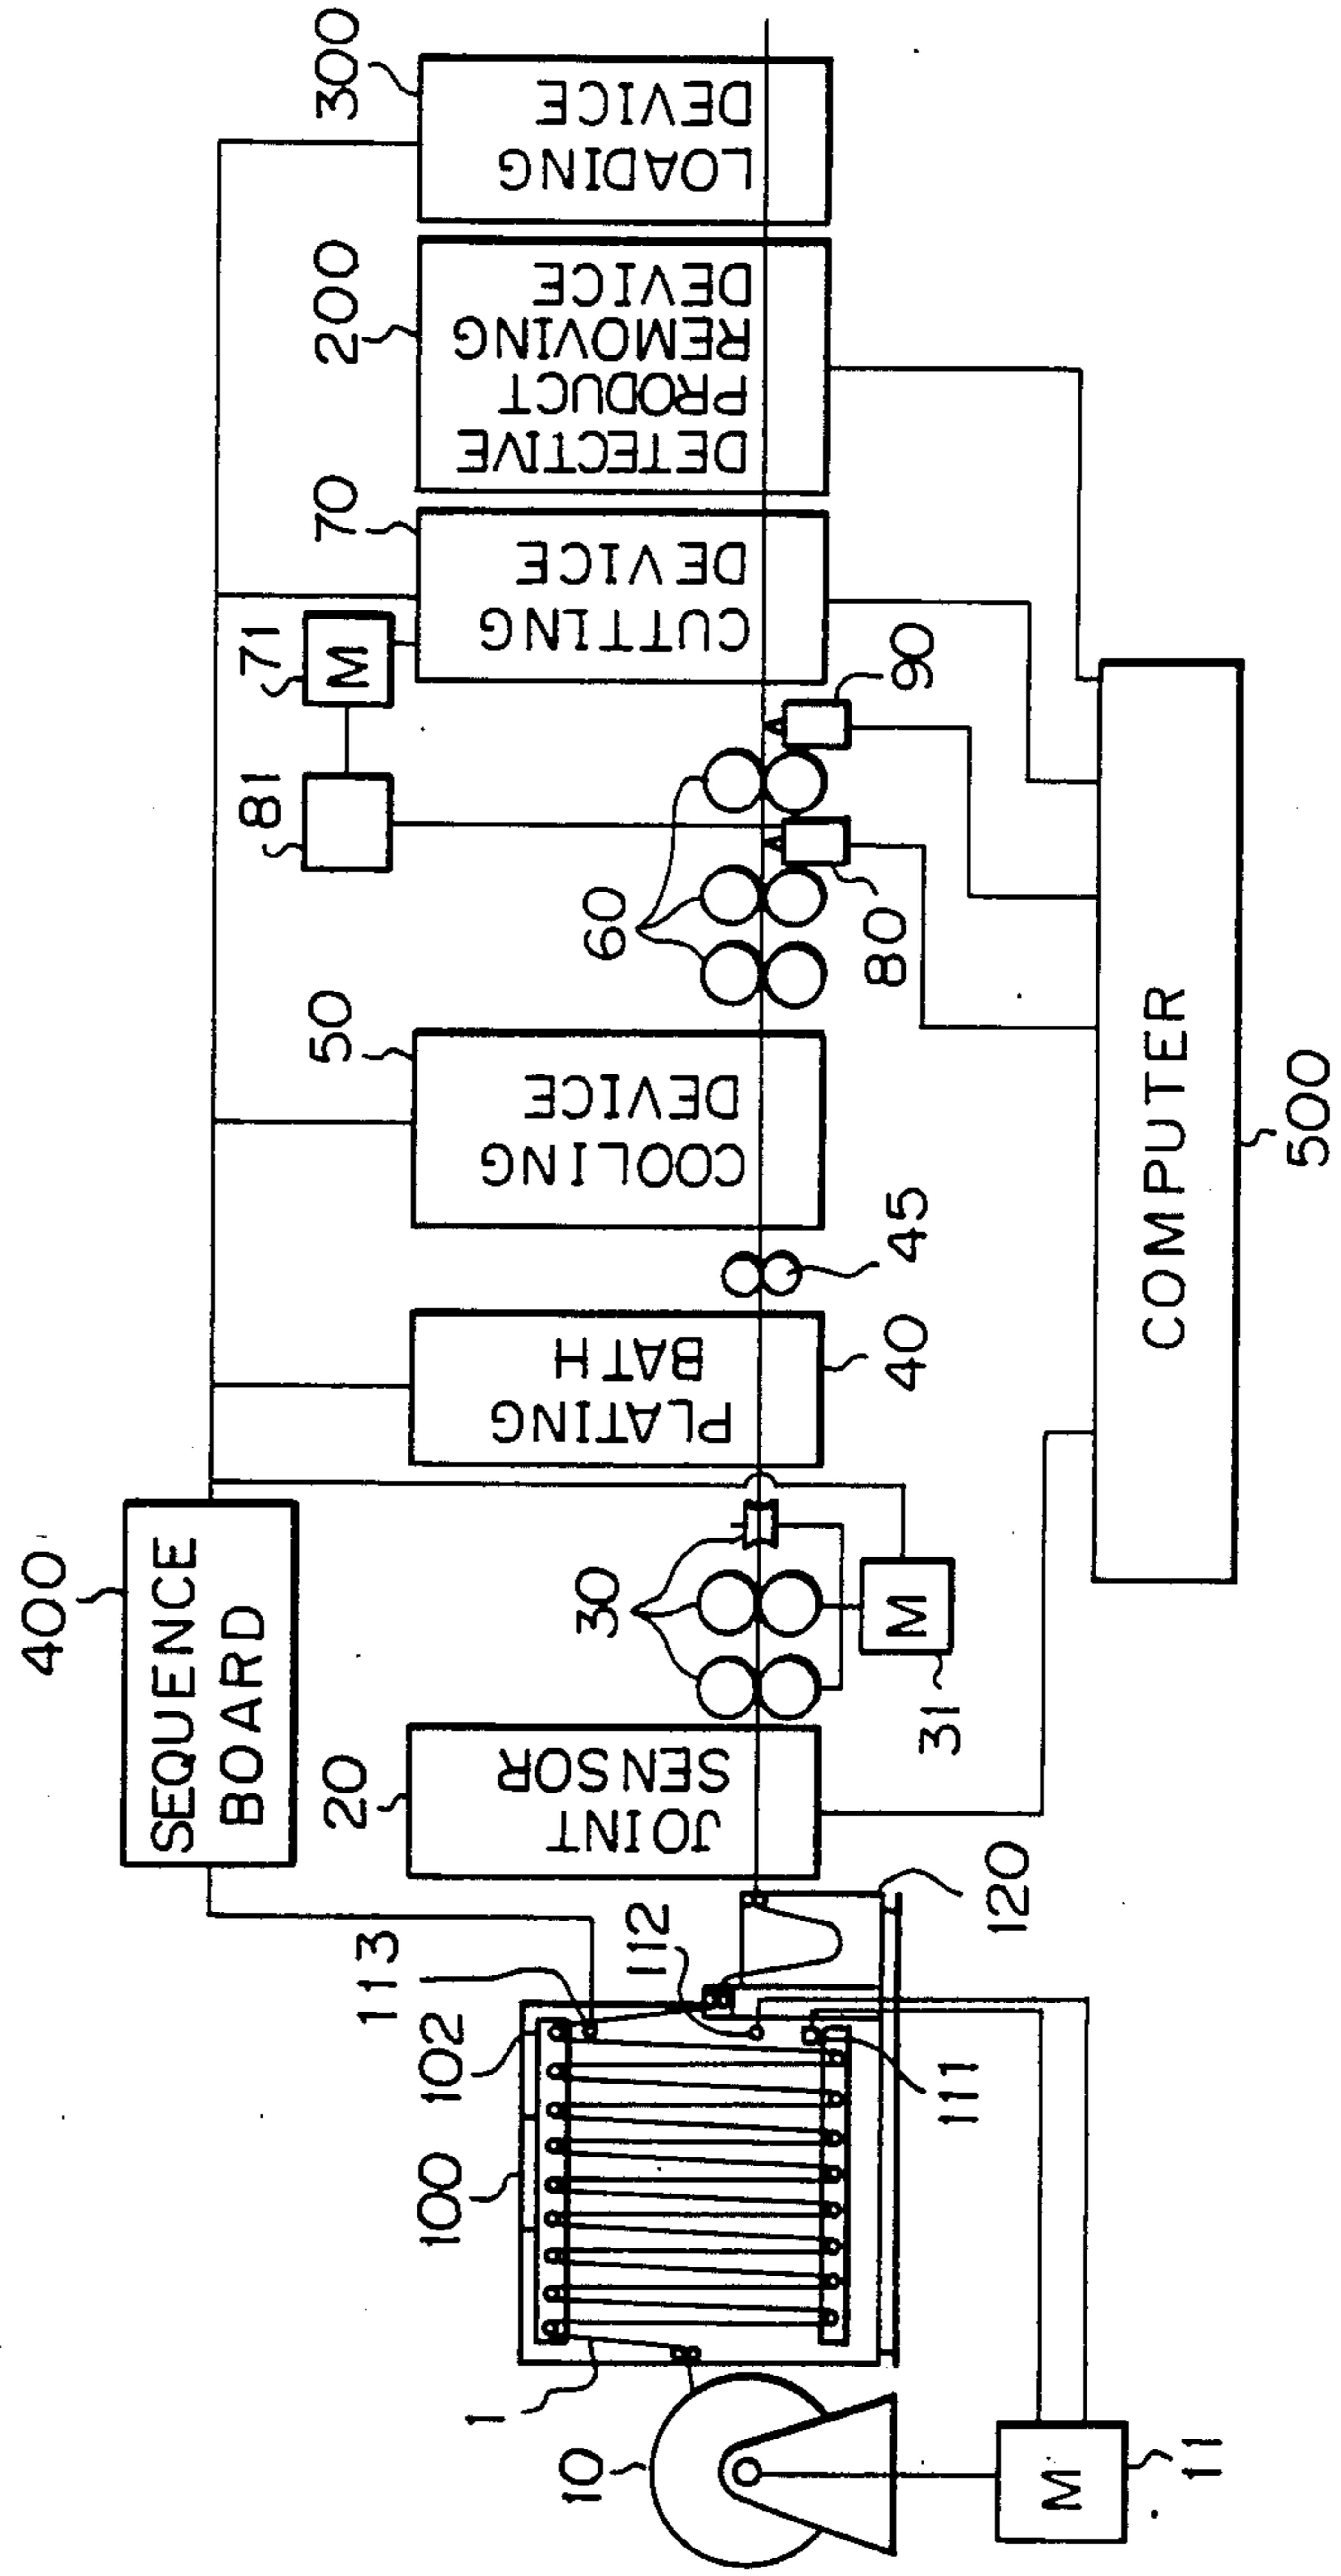 400
SEQUENCE
BOARD
10
1
100
102
113
112
120
111
11
M
20
JOINT
SENSOR
30
31
M
PLATING
BATH
40
45
50
COOLING
DEVICE
60
80
81
71
M
90
70
CUTTING
DEVICE
200
DETECTIVE
PRODUCT
REMOVING
DEVICE
300
LOADING
DEVICE
COMPUTER
500